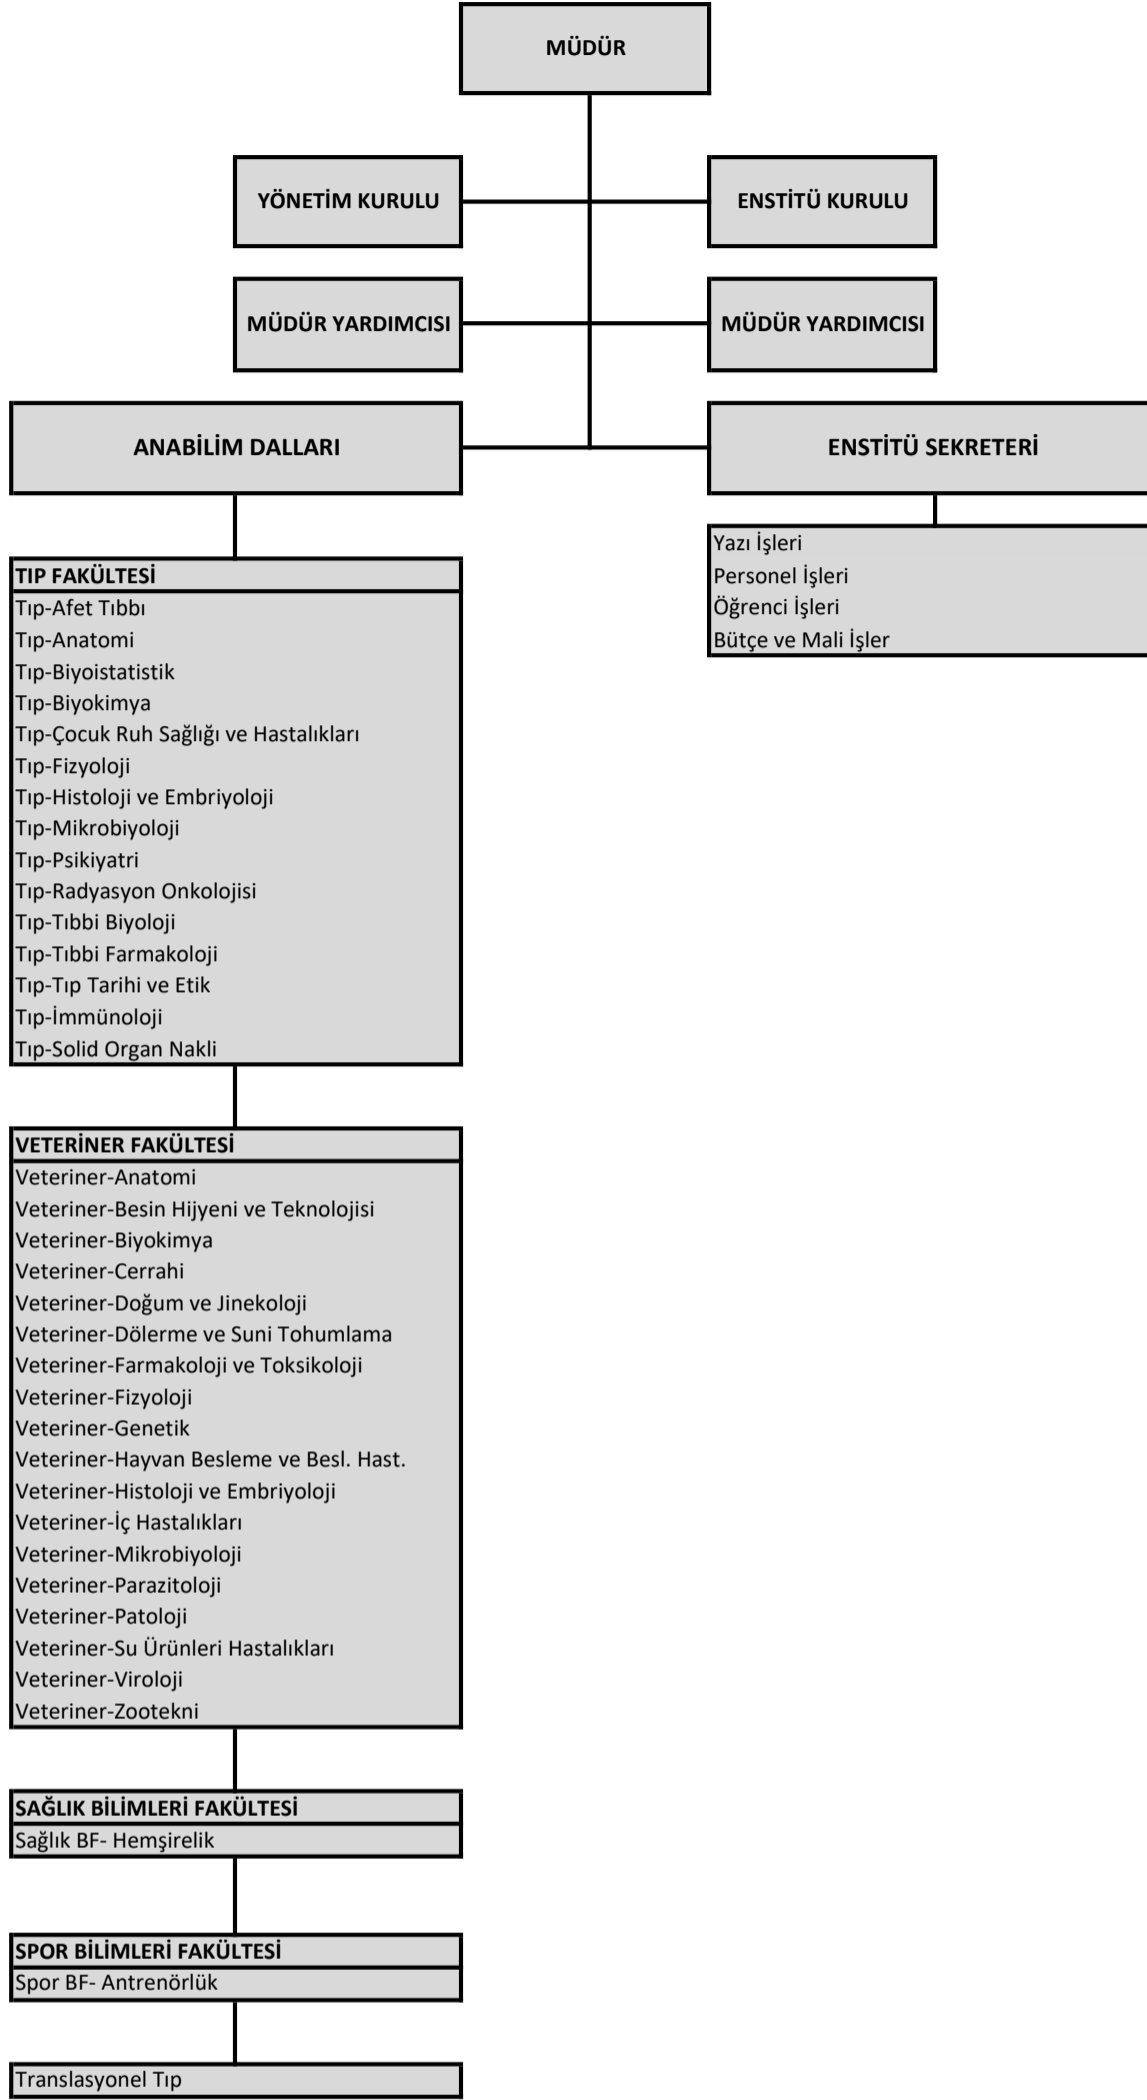 MÜDÜR
YÖNETİM KURULU
ENSTİTÜ KURULU
MÜDÜR YARDIMCISI
MÜDÜR YARDIMCISI
ANABİLİM DALLARI
ENSTİTÜ SEKRETERİ
Yazı İşleri
Personel İşleri
Öğrenci İşleri
Bütçe ve Mali İşler
TIP FAKÜLTESİ
Tıp-Afet Tıbbı
Tıp-Anatomi
Tıp-Biyoistatistik
Tıp-Biyokimya
Tıp-Çocuk Ruh Sağlığı ve Hastalıkları
Tıp-Fizyoloji
Tıp-Histoloji ve Embriyoloji
Tıp-Mikrobiyoloji
Tıp-Psikiyatri
Tıp-Radyasyon Onkolojisi
Tıp-Tıbbi Biyoloji
Tıp-Tıbbi Farmakoloji
Tıp-Tıp Tarihi ve Etik
Tıp-İmmünoloji
Tıp-Solid Organ Nakli
VETERİNER FAKÜLTESİ
Veteriner-Anatomi
Veteriner-Besin Hijyeni ve Teknolojisi
Veteriner-Biyokimya
Veteriner-Cerrahi
Veteriner-Doğum ve Jinekoloji
Veteriner-Dölerme ve Suni Tohumlama
Veteriner-Farmakoloji ve Toksikoloji
Veteriner-Fizyoloji
Veteriner-Genetik
Veteriner-Hayvan Besleme ve Besl. Hast.
Veteriner-Histoloji ve Embriyoloji
Veteriner-İç Hastalıkları
Veteriner-Mikrobiyoloji
Veteriner-Parazitoloji
Veteriner-Patoloji
Veteriner-Su Ürünleri Hastalıkları
Veteriner-Viroloji
Veteriner-Zootekni
SAĞLIK BİLİMLERİ FAKÜLTESİ
Sağlık BF- Hemşirelik
SPOR BİLİMLERİ FAKÜLTESİ
Spor BF- Antrenörlük
Translasyonel Tıp